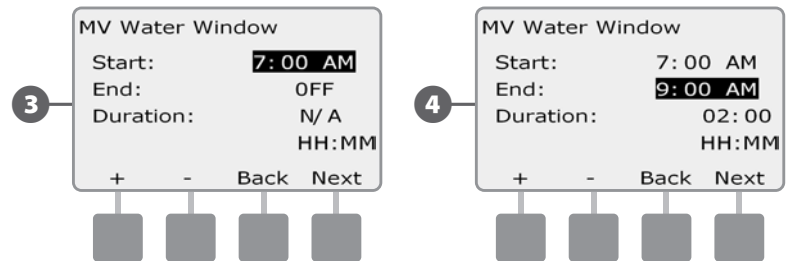 3
MV Water Window
Start: 7:00 AM
End: 0FF
Duration: N/A
HH:MM
+ - Back Next
4
MV Water Window
Start: 7:00 AM
End: 9:00 AM
Duration: 02:00
HH:MM
+ - Back Next